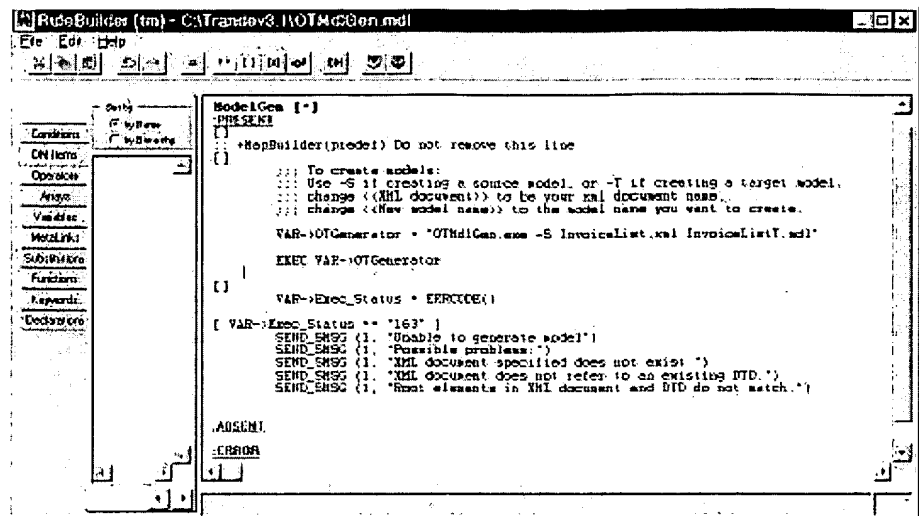 RuleBuilder (tm) - C:\Trandev3.1\OTMdlGen.mdl
File Edit Help
Sort by
by Name
Conditions
DM Items
Operators
Arrays
Variables
MetaLinks
Substitutions
Functions
Keywords
Declarations
ModelGen [-]
:PRESENT
[]
;; +MapBuilder(predef) Do not remove this line
[]
;;; To create models:
;;; Use -S if creating a source model, or -T if creating a target model.
;;; change <<XML document>> to be your xml document name.
;;; change <<New model name>> to the model name you want to create.
VAR->OTGenerator = "OTMdlGen.exe -S InvoiceList.xml InvoiceListT.mdl"
EXEC VAR->OTGenerator
[]
VAR->Exec_Status = ERRCODE()
[ VAR->Exec_Status == "163" ]
SEND_SMSG (1, "Unable to generate model")
SEND_SMSG (1, "Possible problems:")
SEND_SMSG (1, "XML document specified does not exist.")
SEND_SMSG (1, "XML document does not refer to an existing DTD.")
SEND_SMSG (1, "Root elements in XML document and DTD do not match.")
:ABSENT
:ERROR